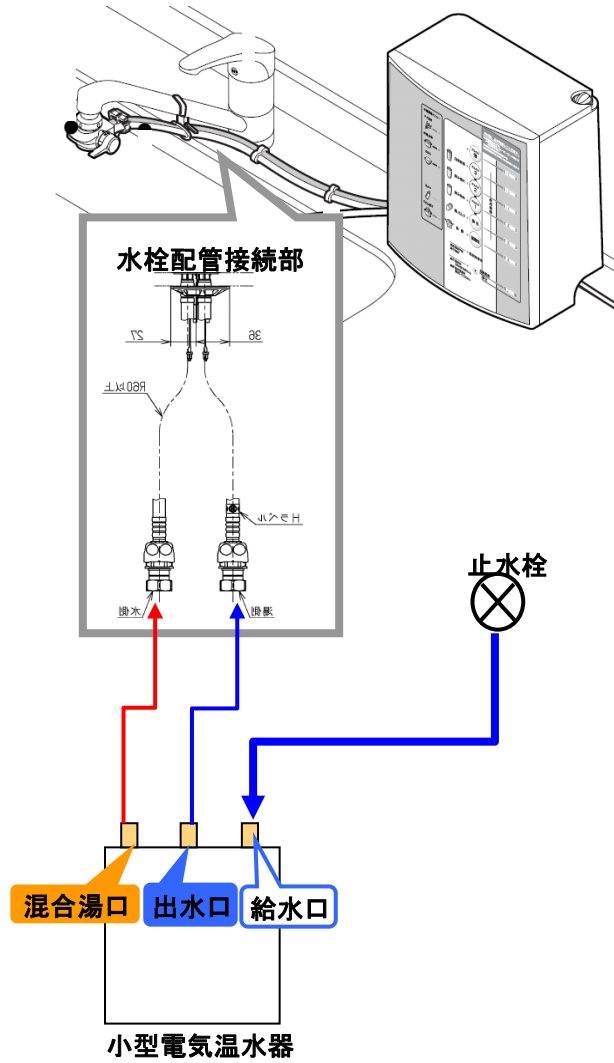 水栓配管接続部
27
36
R60以上
Hラベル
水側
湯側
止水栓
混合湯口
出水口
給水口
小型電気温水器